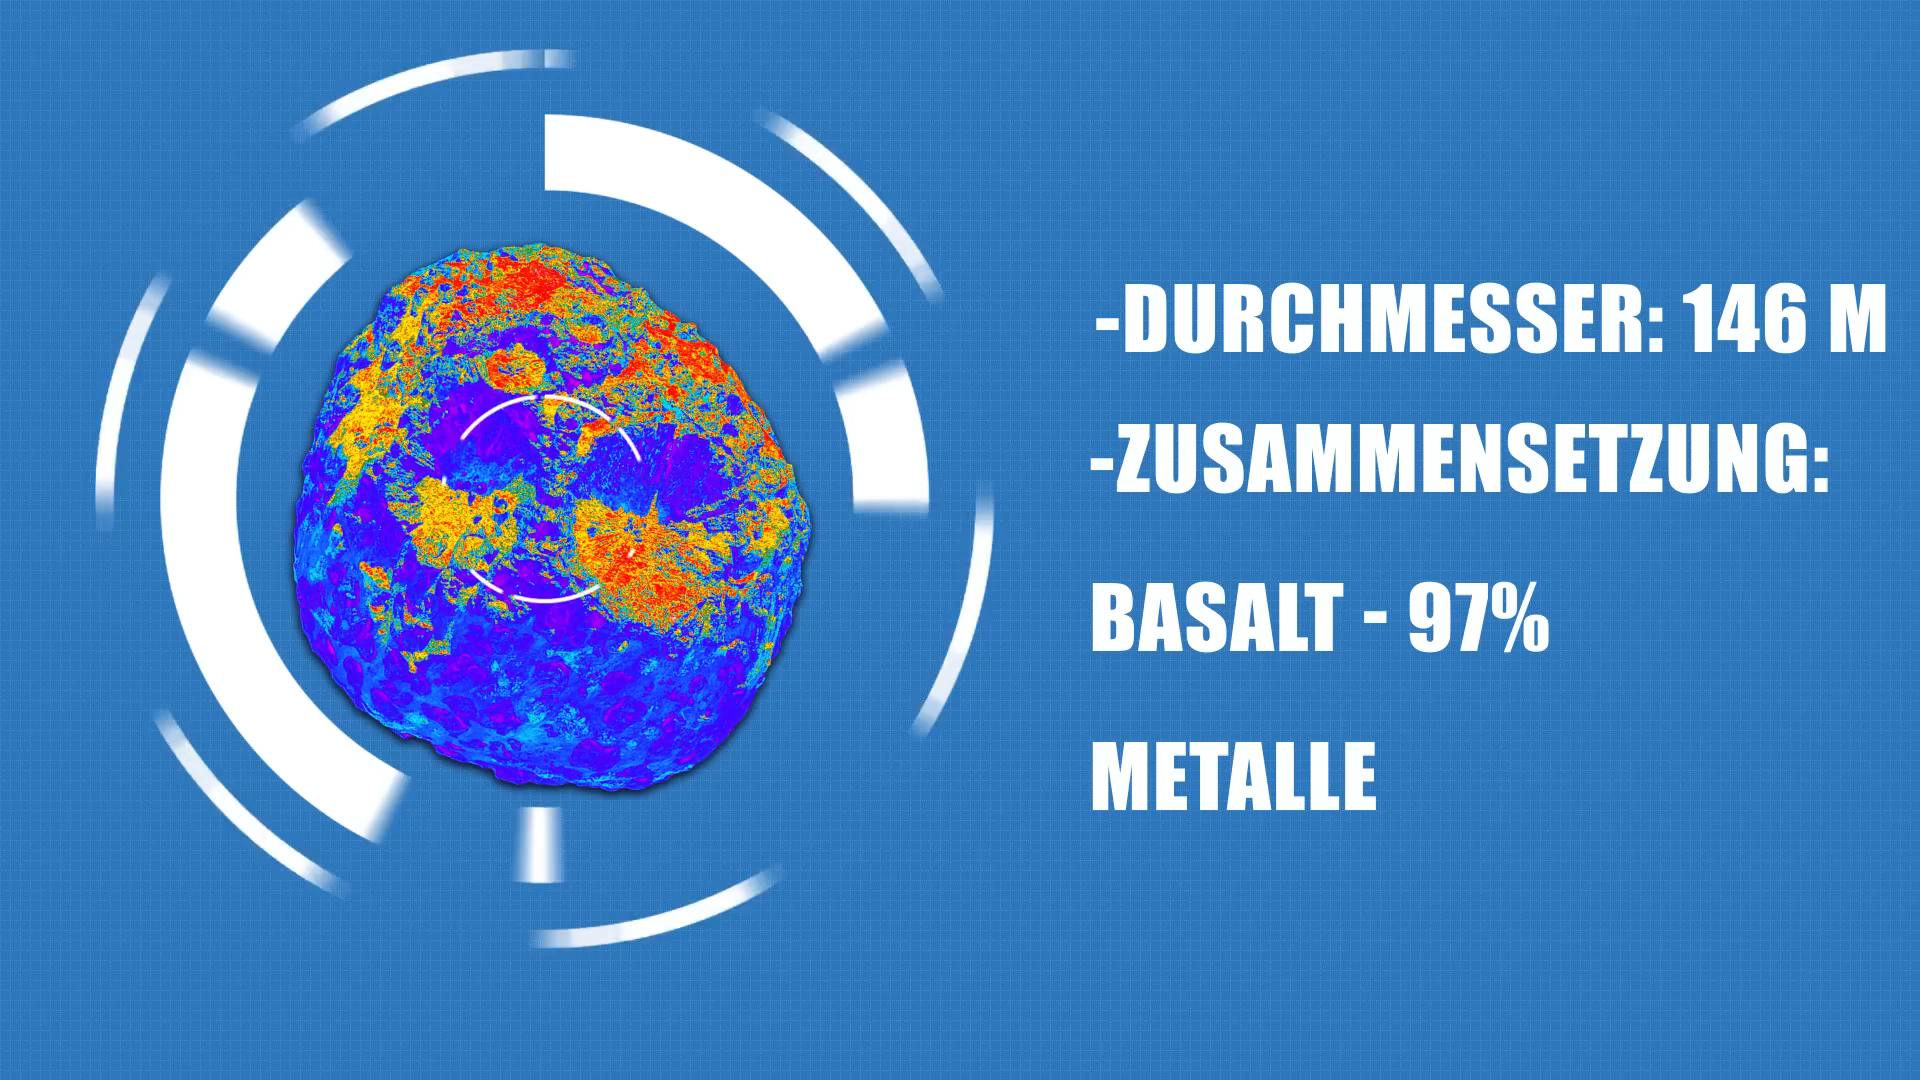 -DURCHMESSER: 146 M
-ZUSAMMENSETZUNG:
BASALT - 97%
METALLE